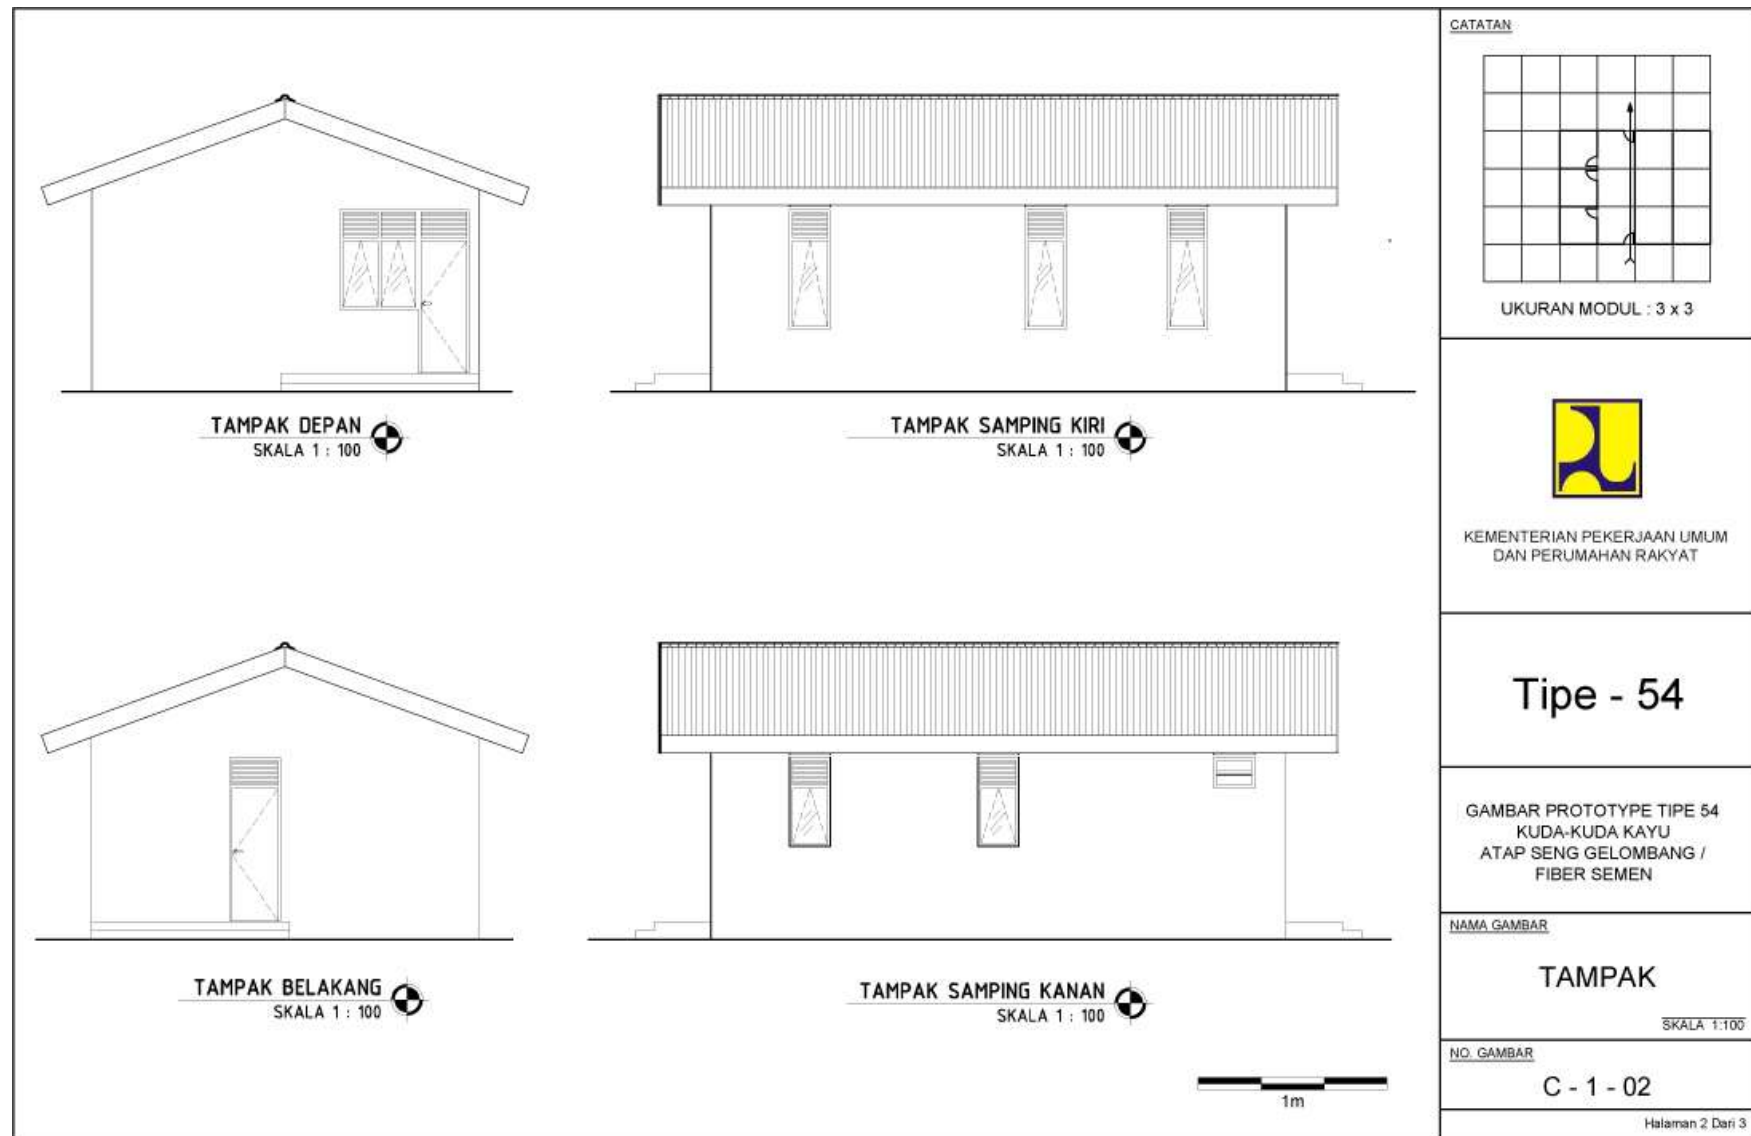 TAMPAK DEPAN
SKALA 1 : 100
TAMPAK SAMPING KIRI
SKALA 1 : 100
TAMPAK BELAKANG
SKALA 1 : 100
TAMPAK SAMPING KANAN
SKALA 1 : 100
1m
CATATAN
UKURAN MODUL : 3 x 3
KEMENTERIAN PEKERJAAN UMUM
DAN PERUMAHAN RAKYAT
Tipe - 54
GAMBAR PROTOTYPE TIPE 54
KUDA-KUDA KAYU
ATAP SENG GELOMBANG /
FIBER SEMEN
NAMA GAMBAR
TAMPAK
SKALA 1:100
NO. GAMBAR
C - 1 - 02
Halaman 2 Dari 3